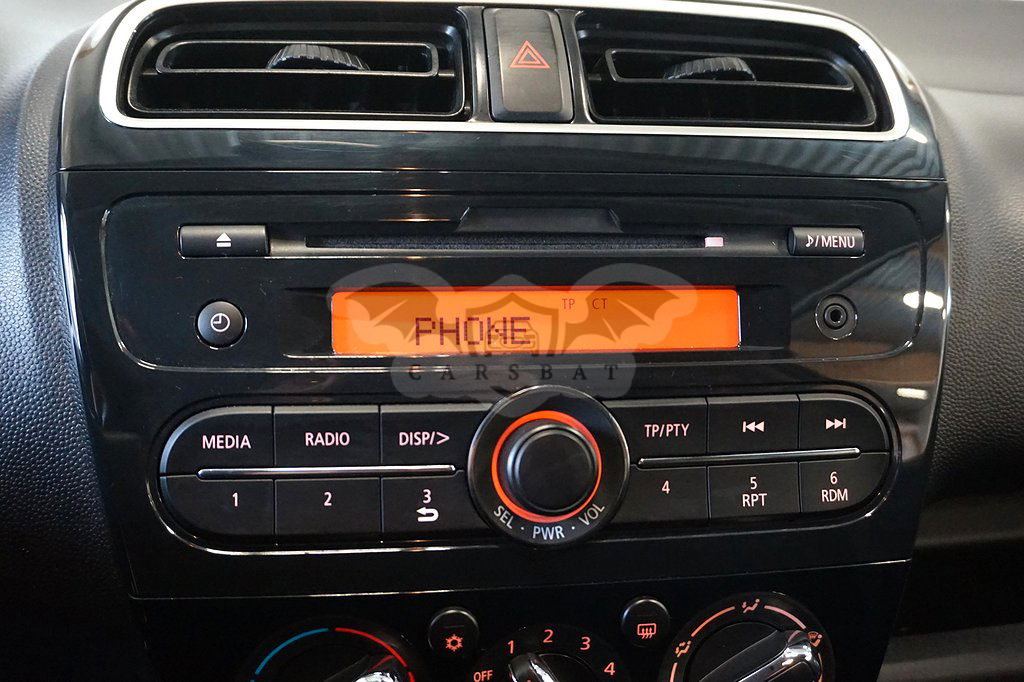 ♪/MENU
TP CT
PHONE
CARSBAT
MEDIA RADIO DISP/> TP/PTY
1 2 3 4 5 6
RPT RDM
SEL · PWR · VOL
OFF 1 2 3 4